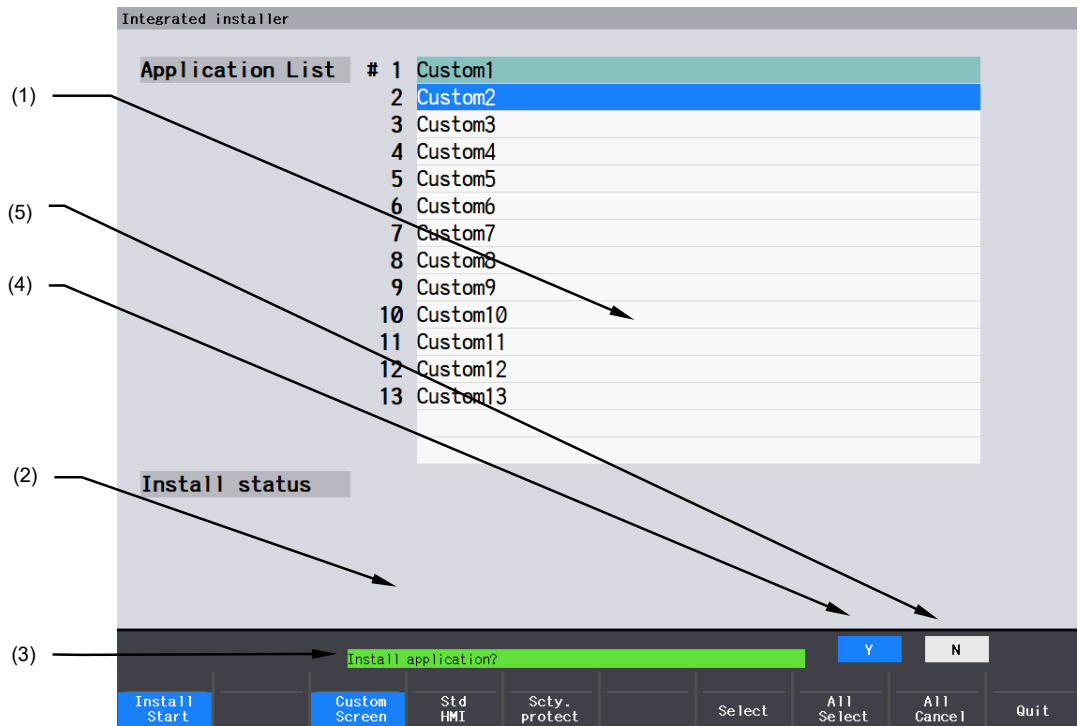 Integrated installer
Application List # 1 Custom1
2 Custom2
3 Custom3
4 Custom4
5 Custom5
6 Custom6
7 Custom7
8 Custom8
9 Custom9
10 Custom10
11 Custom11
12 Custom12
13 Custom13
(1)
(5)
(4)
(2)
Install status
(3)
Install application?
Y
N
Install Start
Custom Screen
Std HMI
Scty. protect
Select
All Select
All Cancel
Quit